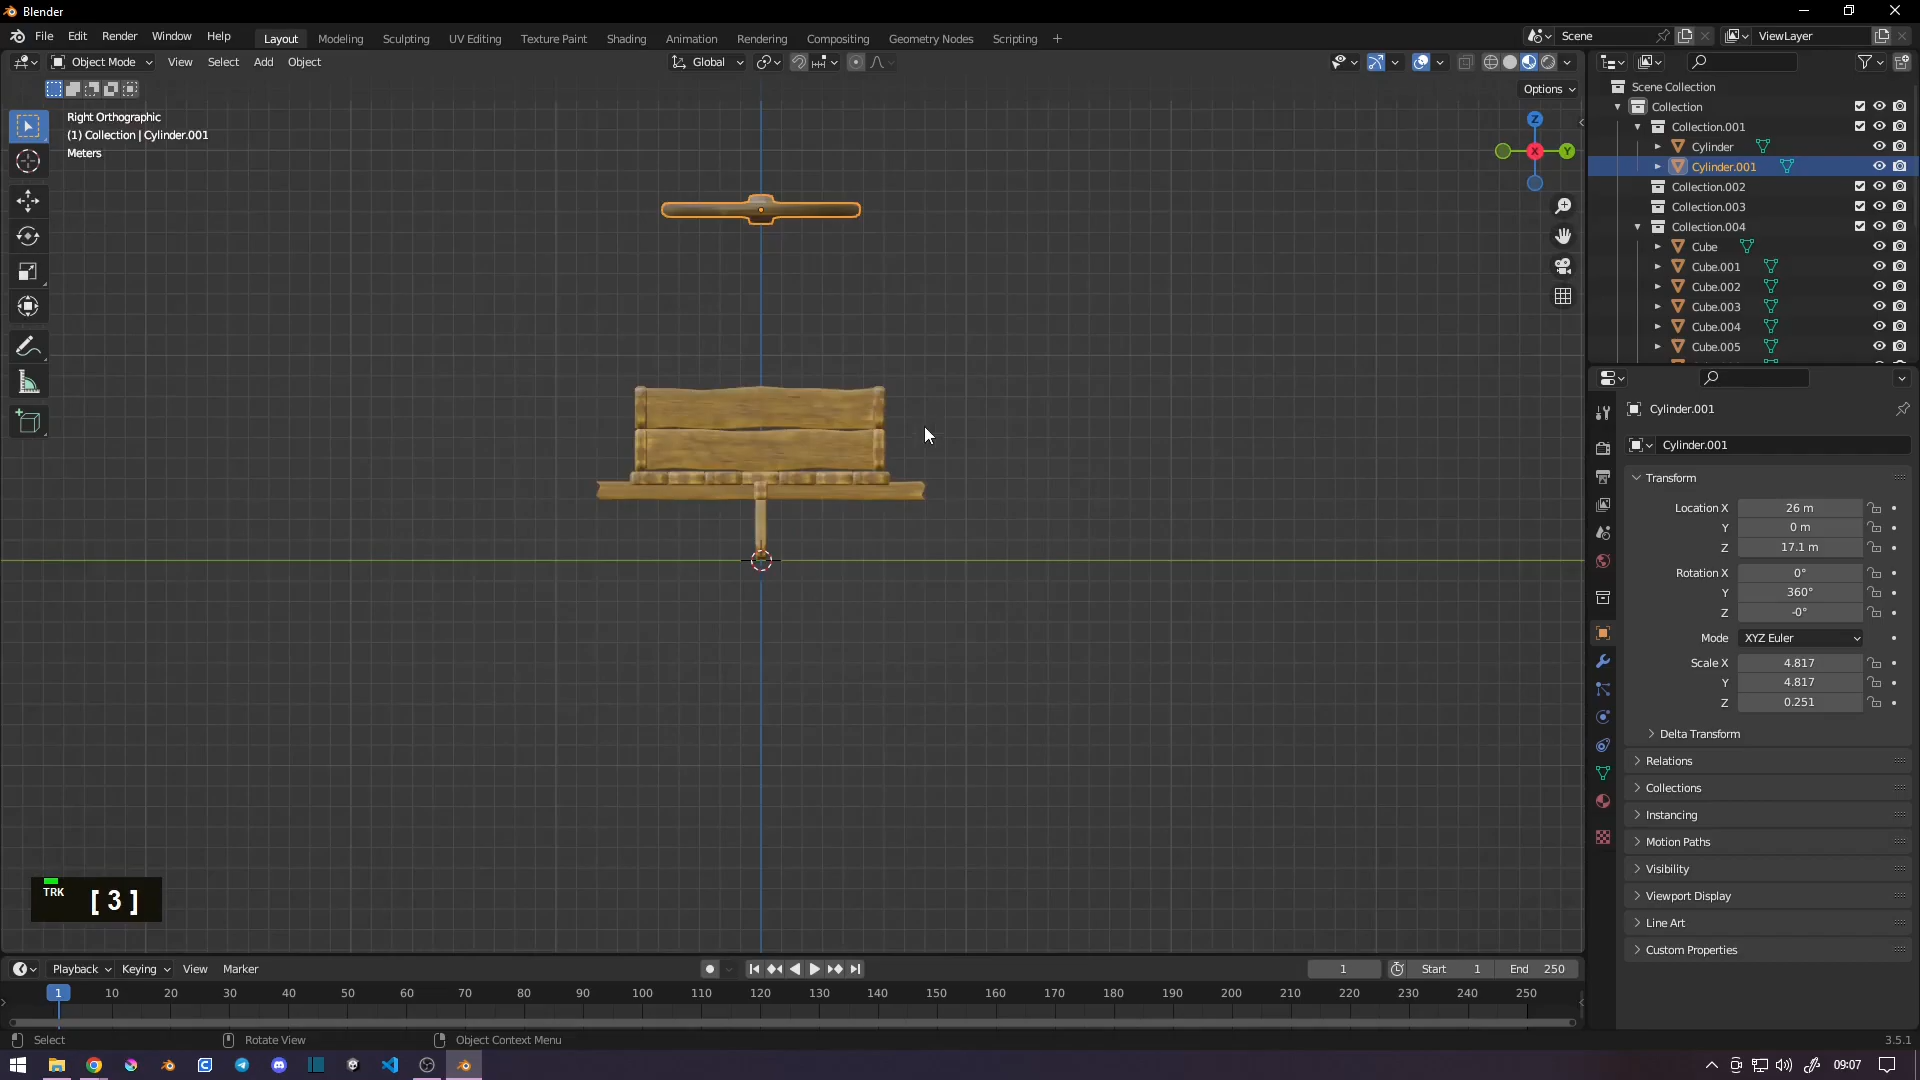 Blender
File Edit Render Window Help
Layout Modeling Sculpting UV Editing Texture Paint Shading Animation Rendering Compositing Geometry Nodes Scripting +
Scene
ViewLayer
Object Mode View Select Add Object
Global
Options
Right Orthographic
(1) Collection | Cylinder.001
Meters
Z
X
Y
Scene Collection
Collection
Collection.001
Cylinder
Cylinder.001
Collection.002
Collection.003
Collection.004
Cube
Cube.001
Cube.002
Cube.003
Cube.004
Cube.005
Cylinder.001
Cylinder.001
Transform
Location X 26 m
Y 0 m
Z 17.1 m
Rotation X 0°
Y 360°
Z -0°
Mode XYZ Euler
Scale X 4.817
Y 4.817
Z 0.251
Delta Transform
Relations
Collections
Instancing
Motion Paths
Visibility
Viewport Display
Line Art
Custom Properties
TRK [ 3 ]
Playback Keying View Marker
1 Start 1 End 250
1 10 20 30 40 50 60 70 80 90 100 110 120 130 140 150 160 170 180 190 200 210 220 230 240 250
Select Rotate View Object Context Menu 3.5.1
09:07